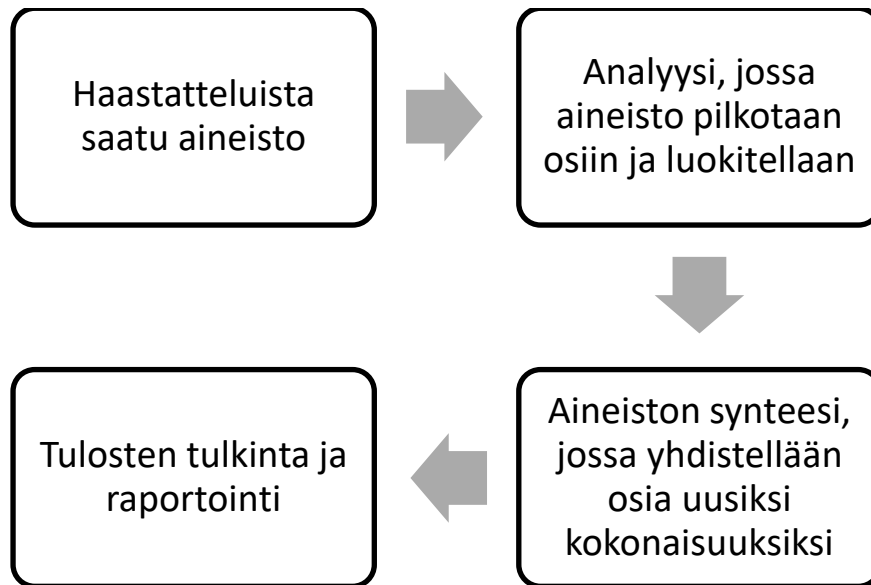 Haastatteluista
saatu aineisto
Analyysi, jossa
aineisto pilkotaan
osiin ja luokitellaan
Aineiston synteesi,
jossa yhdistellään
osia uusiksi
kokonaisuuksiksi
Tulosten tulkinta ja
raportointi